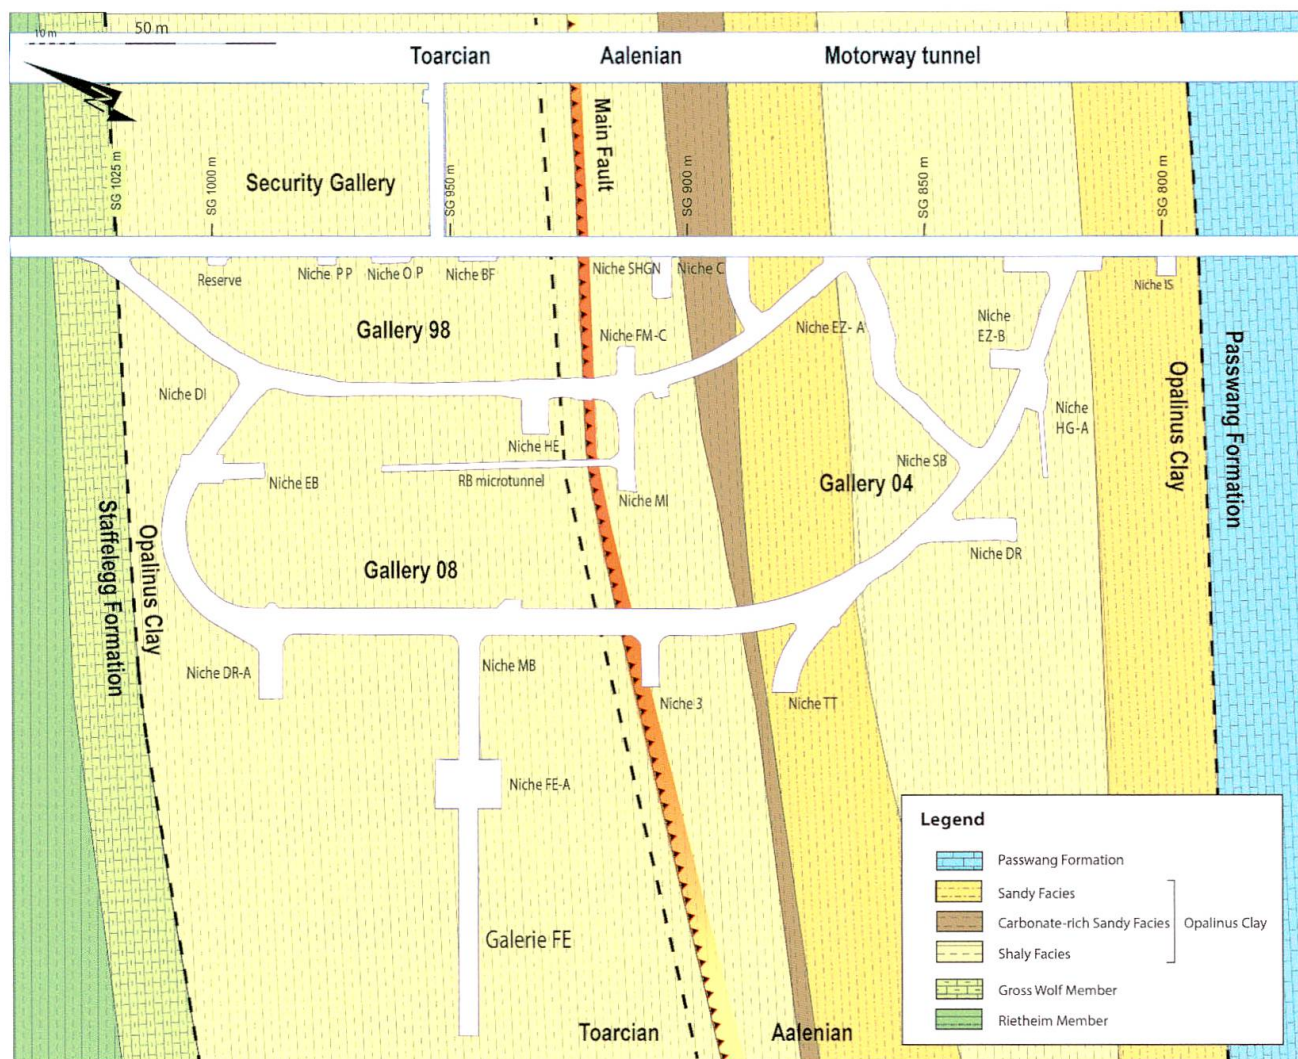 10 m
50 m
Toarcian
Aalenian
Motorway tunnel
N
Main Fault
SG 1025 m
SG 1000 m
Security Gallery
SG 950 m
SG 900 m
SG 850 m
SG 800 m
Reserve
Niche PP
Niche OP
Niche BF
Niche SHGN
Niche C
Niche IS
Gallery 98
Niche FM-C
Niche EZ-A
Niche
EZ-B
Passwang Formation
Opalinus Clay
Niche DI
Niche
HG-A
Niche HE
Niche SB
Niche EB
RB microtunnel
Niche MI
Gallery 04
Staffelegg Formation
Opalinus Clay
Gallery 08
Niche DR
Niche DR-A
Niche MB
Niche 3
Niche TT
Niche FE-A
Galerie FE
Toarcian
Aalenian
Legend
Passwang Formation
Sandy Facies
Carbonate-rich Sandy Facies
Opalinus Clay
Shaly Facies
Gross Wolf Member
Rietheim Member